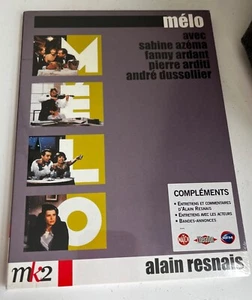 mélo
avec
sabine azéma
fanny ardant
pierre arditi
andré dussollier
M
E
L
O
COMPLÉMENTS
• ENTRETIENS ET COMMENTAIRES
D'ALAIN RESNAIS
• ENTRETIENS AVEC LES ACTEURS
• BANDES-ANNONCES
mk2
alain resnais